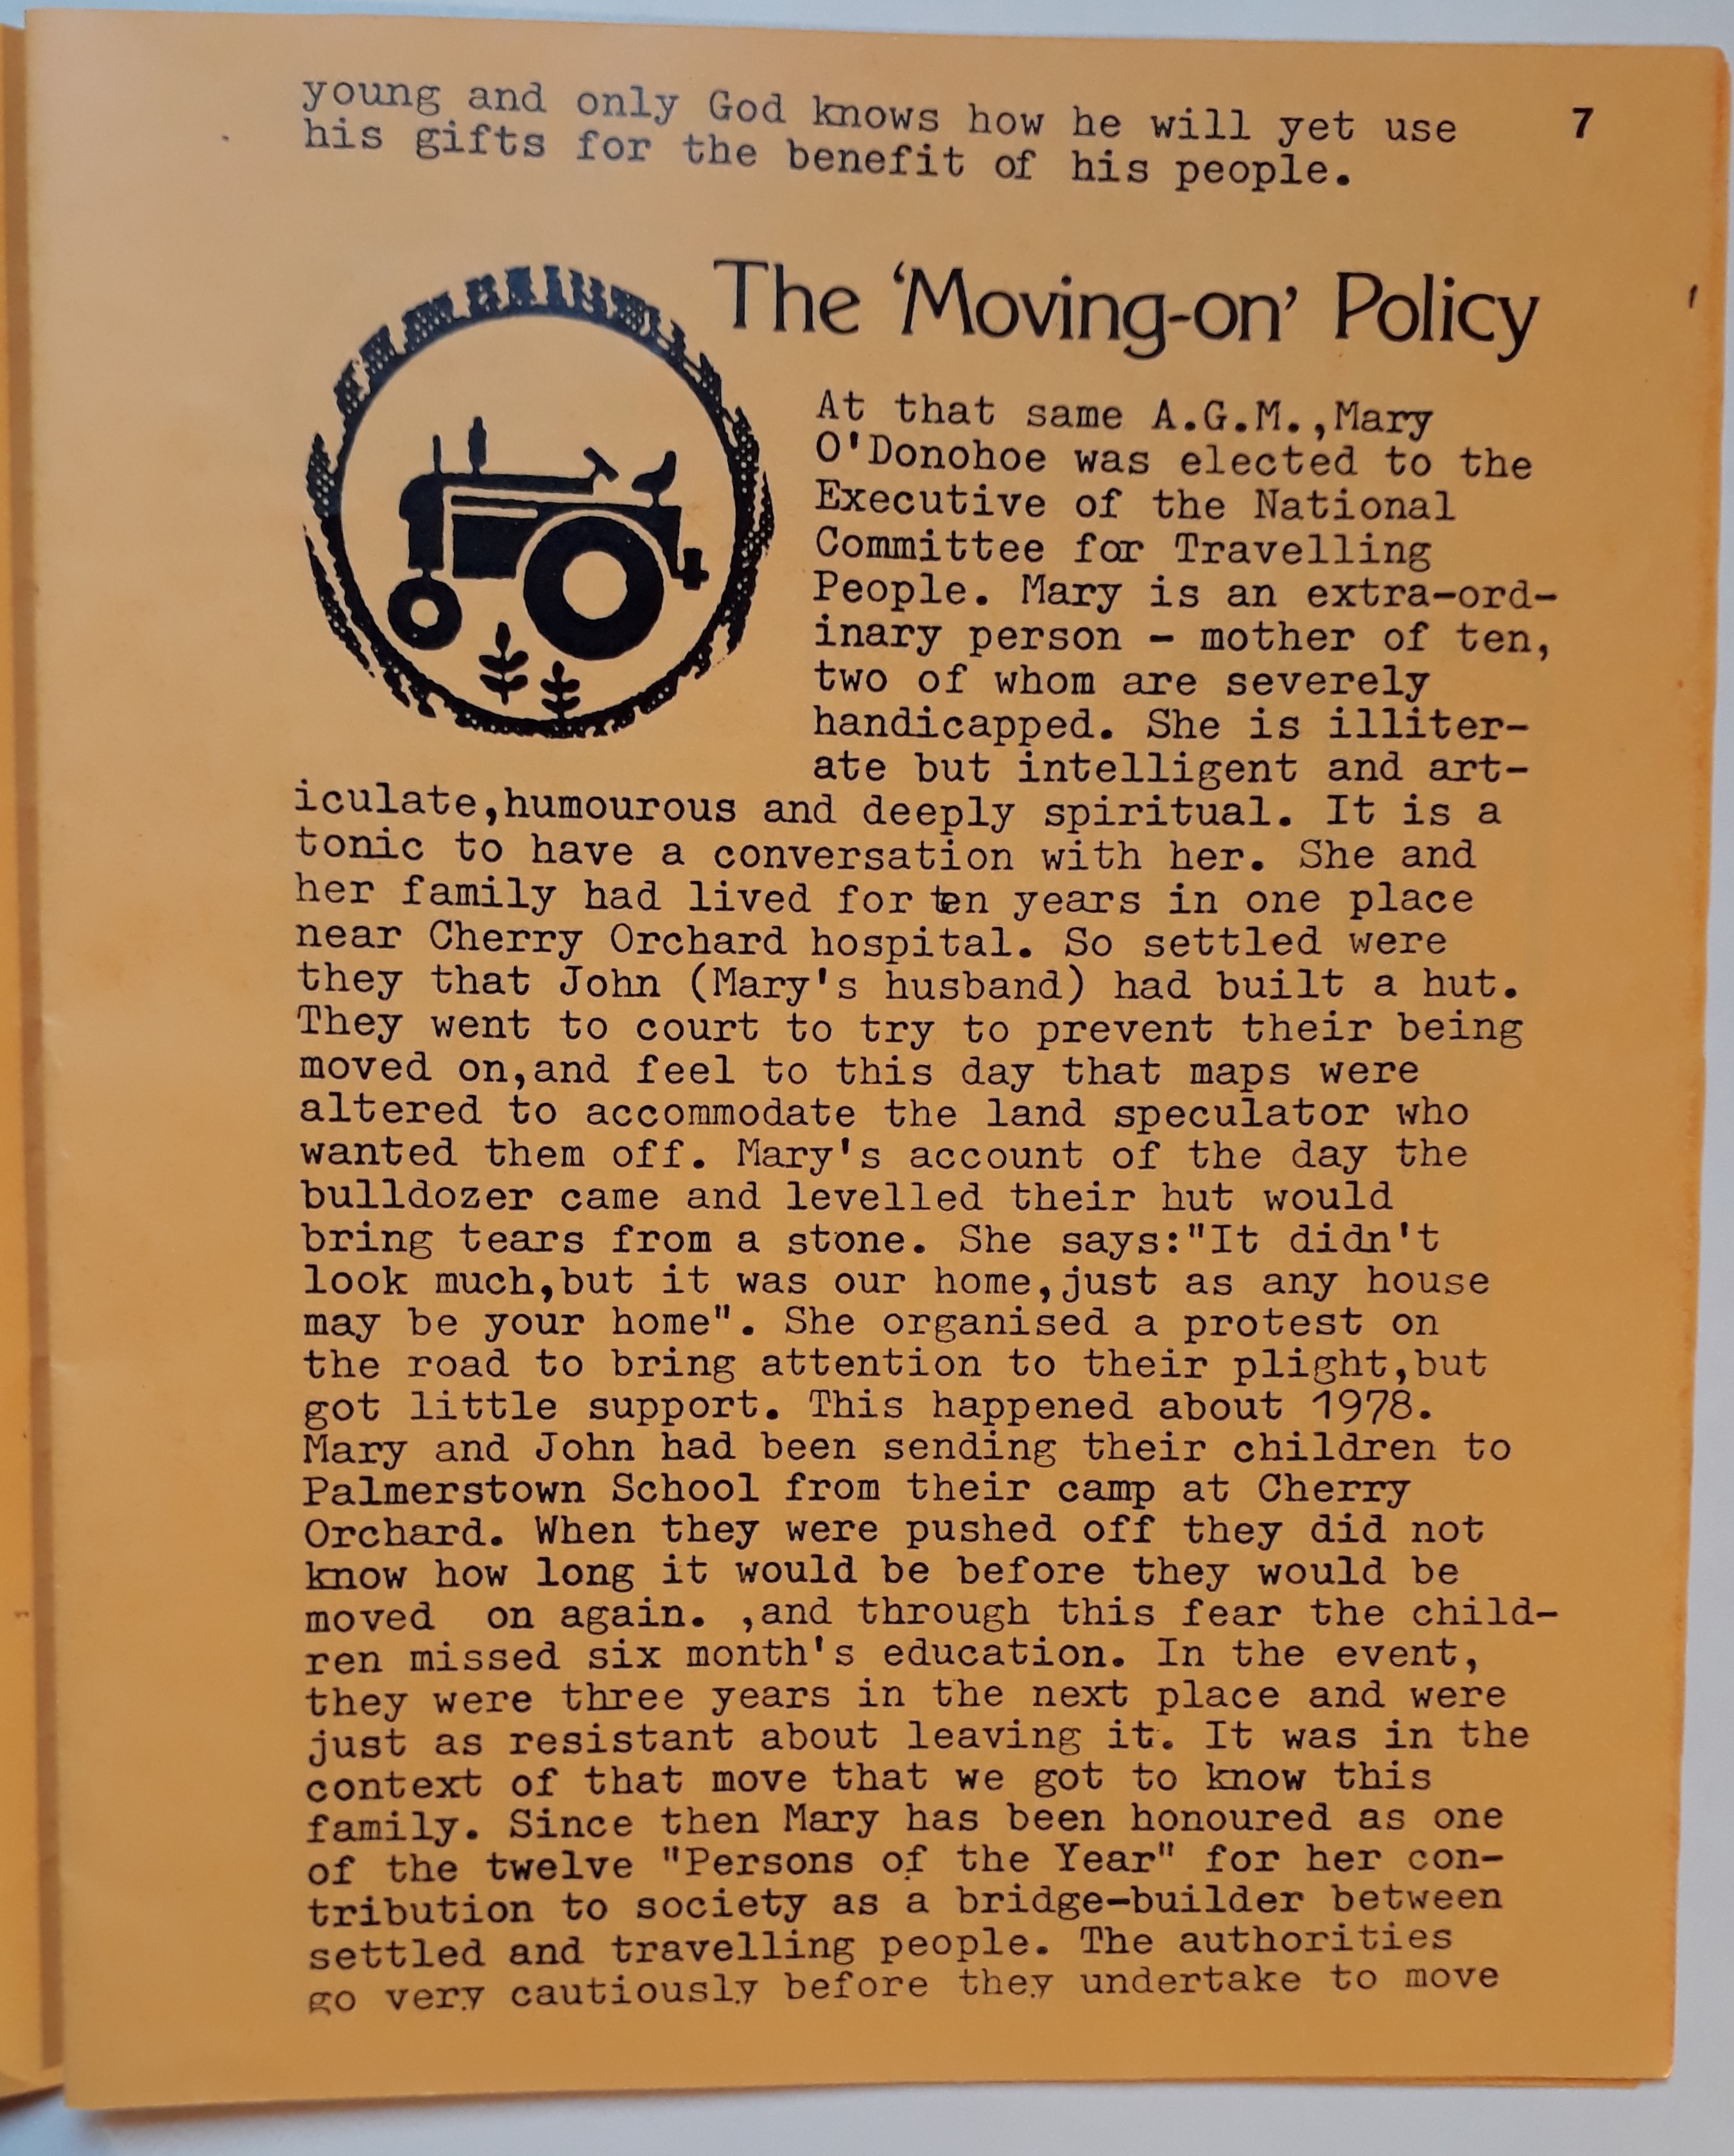 young and only God knows how he will yet use
7
his gifts for the benefit of his people.
The 'Moving-on' Policy
At that same A.G.M.,Mary
O'Donohoe was elected to the
Executive of the National
Committee for Travelling
People. Mary is an extra-ord-
inary person - mother of ten,
two of whom are severely
handicapped. She is illiter-
ate but intelligent and art-
iculate,humourous and deeply spiritual. It is a
tonic to have a conversation with her. She and
her family had lived for ten years in one place
near Cherry Orchard hospital. So settled were
they that John (Mary's husband) had built a hut.
They went to court to try to prevent their being
moved on,and feel to this day that maps were
altered to accommodate the land speculator who
wanted them off. Mary's account of the day the
bulldozer came and levelled their hut would
bring tears from a stone. She says:"It didn't
look much,but it was our home,just as any house
may be your home". She organised a protest on
the road to bring attention to their plight,but
got little support. This happened about 1978.
Mary and John had been sending their children to
Palmerstown School from their camp at Cherry
Orchard. When they were pushed off they did not
know how long it would be before they would be
moved  on again. ,and through this fear the child-
ren missed six month's education. In the event,
they were three years in the next place and were
just as resistant about leaving it. It was in the
context of that move that we got to know this
family. Since then Mary has been honoured as one
of the twelve "Persons of the Year" for her con-
tribution to society as a bridge-builder between
settled and travelling people. The authorities
go very cautiously before they undertake to move